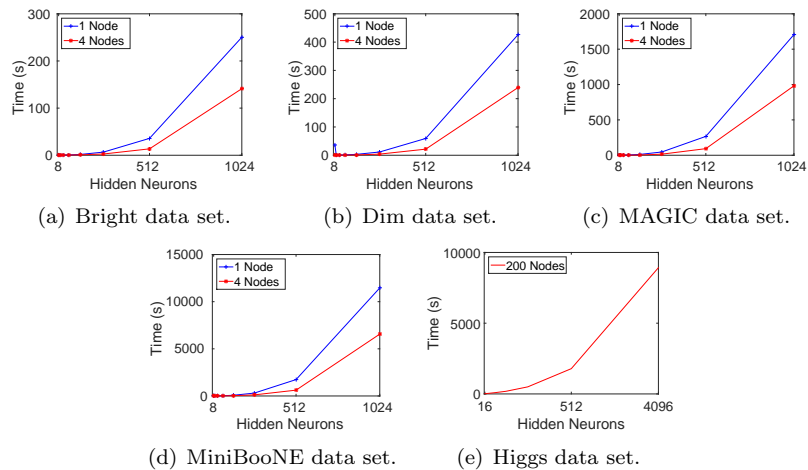 Time (s)
300
200
100
0
1 Node
4 Nodes
8
512
1024
Hidden Neurons
(a) Bright data set.
Time (s)
500
400
300
200
100
0
1 Node
4 Nodes
8
512
1024
Hidden Neurons
(b) Dim data set.
Time (s)
2000
1500
1000
500
0
1 Node
4 Nodes
8
512
1024
Hidden Neurons
(c) MAGIC data set.
Time (s)
15000
10000
5000
0
1 Node
4 Nodes
8
512
1024
Hidden Neurons
(d) MiniBooNE data set.
Time (s)
10000
5000
0
200 Nodes
16
512
4096
Hidden Neurons
(e) Higgs data set.